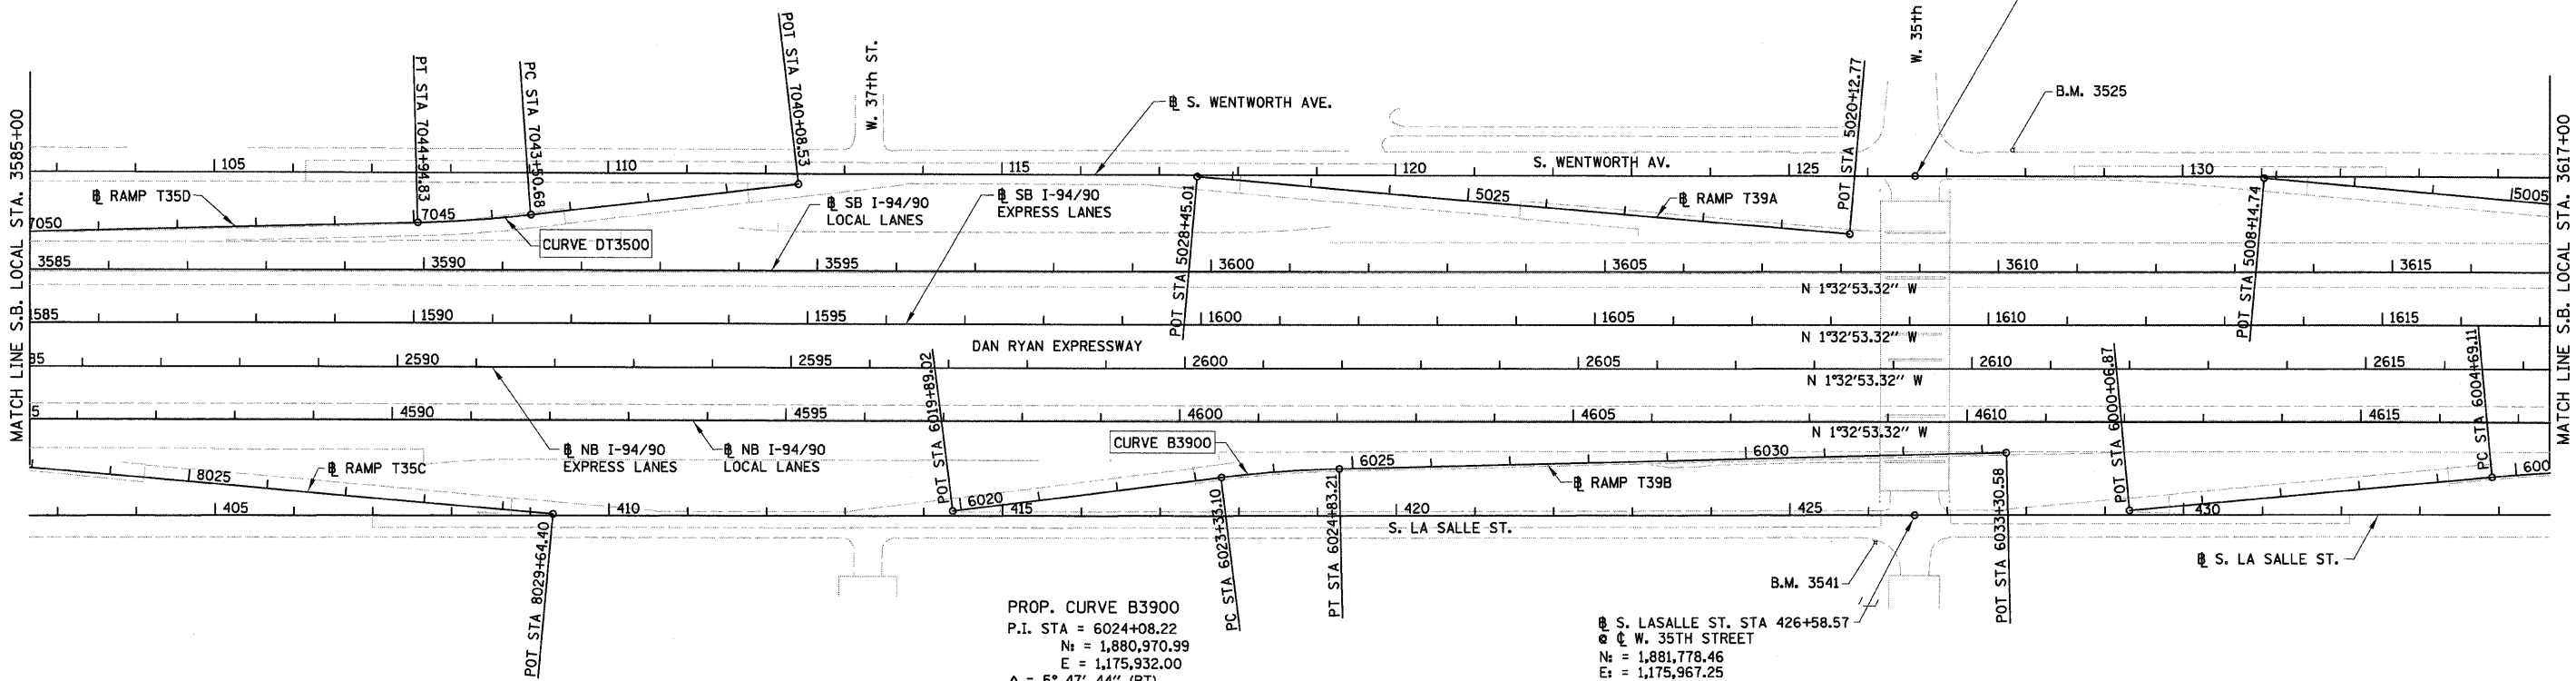 MATCH LINE S.B. LOCAL STA. 3585+00
PT STA 7044+94.83
PC STA 7043+50.68
POT STA 7040+08.53
W. 37th ST.
℔ S. WENTWORTH AVE.
POT STA 5020+12.77
W. 35th
B.M. 3525
MATCH LINE S.B. LOCAL STA. 3617+00
105 110 115 120 125 130
S. WENTWORTH AV.
℔ RAMP T35D
7050 7045
CURVE DT3500
℔ SB I-94/90
LOCAL LANES
℔ SB I-94/90
EXPRESS LANES
5025
℔ RAMP T39A
5005
POT STA 5028+45.01
POT STA 5008+14.74
3585 3590 3595 3600 3605 3610 3615
N 1°32'53.32" W
1585 1590 1595 1600 1605 1610 1615
N 1°32'53.32" W
DAN RYAN EXPRESSWAY
85 2590 2595 2600 2605 2610 2615
N 1°32'53.32" W
5 4590 4595 4600 4605 4610 4615
N 1°32'53.32" W
POT STA 6019+89.02
POT STA 6000+06.87
PC STA 6004+69.11
℔ NB I-94/90
EXPRESS LANES
℔ NB I-94/90
LOCAL LANES
CURVE B3900
℔ RAMP T35C
8025
6020 6025 6030 600
℔ RAMP T39B
405 410 415 420 425 430
S. LA SALLE ST.
POT STA 8029+64.40
PC STA 6023+33.10
PT STA 6024+83.21
POT STA 6033+30.58
B.M. 3541
℔ S. LA SALLE ST.
PROP. CURVE B3900
P.I. STA = 6024+08.22
N: = 1,880,970.99
E = 1,175,932.00
Δ = 5° 47' 44" (RT)
℔ S. LASALLE ST. STA 426+58.57
@ ℄ W. 35TH STREET
N: = 1,881,778.46
E: = 1,175,967.25